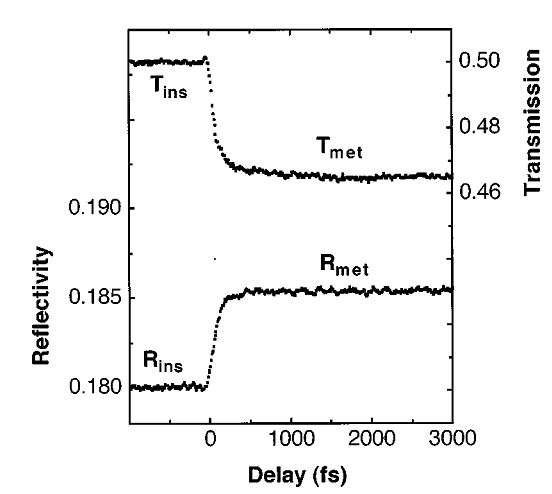 0.50
T_ins
Transmission
0.48
T_met
0.46
0.190
Reflectivity
R_met
0.185
R_ins
0.180
0 1000 2000 3000
Delay (fs)